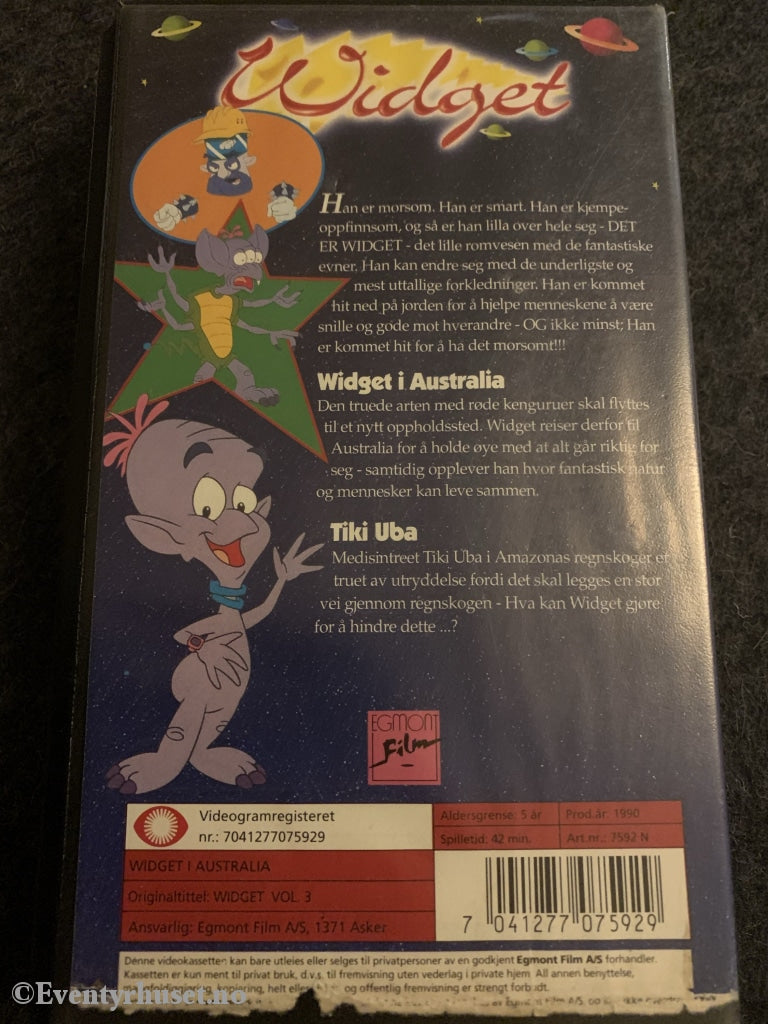 Widget
Han er morsom. Han er smart. Han er kjempe-
oppfinnsom, og så er han lilla over hele seg - DET
ER WIDGET - det lille romvesen med de fantastiske
evner. Han kan endre seg med de underligste og
mest uttallige forkledninger. Han er kommet
hit ned på jorden for å hjelpe menneskene å være
snille og gode mot hverandre - OG ikke minst; Han
er kommet hit for å ha det morsomt!!!
Widget i Australia
Den truede arten med røde kenguruer skal flyttes
til et nytt oppholdssted. Widget reiser derfor til
Australia for å holde øye med at alt går riktig for
seg - samtidig opplever han hvor fantastisk natur
og mennesker kan leve sammen.
Tiki Uba
Medisintreet Tiki Uba i Amazonas regnskoger er
truet av utryddelse fordi det skal legges en stor
vei gjennom regnskogen - Hva kan Widget gjøre
for å hindre dette ...?
EGMONT
Film
Videogramregisteret
nr.: 7041277075929
Aldersgrense: 5 år
Prod.år: 1990
Spilletid: 42 min.
Art.nr.: 7592 N
WIDGET I AUSTRALIA
Originaltittel: WIDGET VOL. 3
Ansvarlig: Egmont Film A/S, 1371 Asker
7 041277 075929
Denne videokassetten kan bare utleies eller selges til privatpersoner av en godkjent Egmont Film A/S forhandler.
Kassetten er kun ment til privat bruk, d.v.s. til fremvisning uten vederlag i private hjem. All annen benyttelse,
kopiering, helt eller og offentlig fremvisning er strengt forbudt.
Egmont Film A/S, og
©Eventyrhuset.no